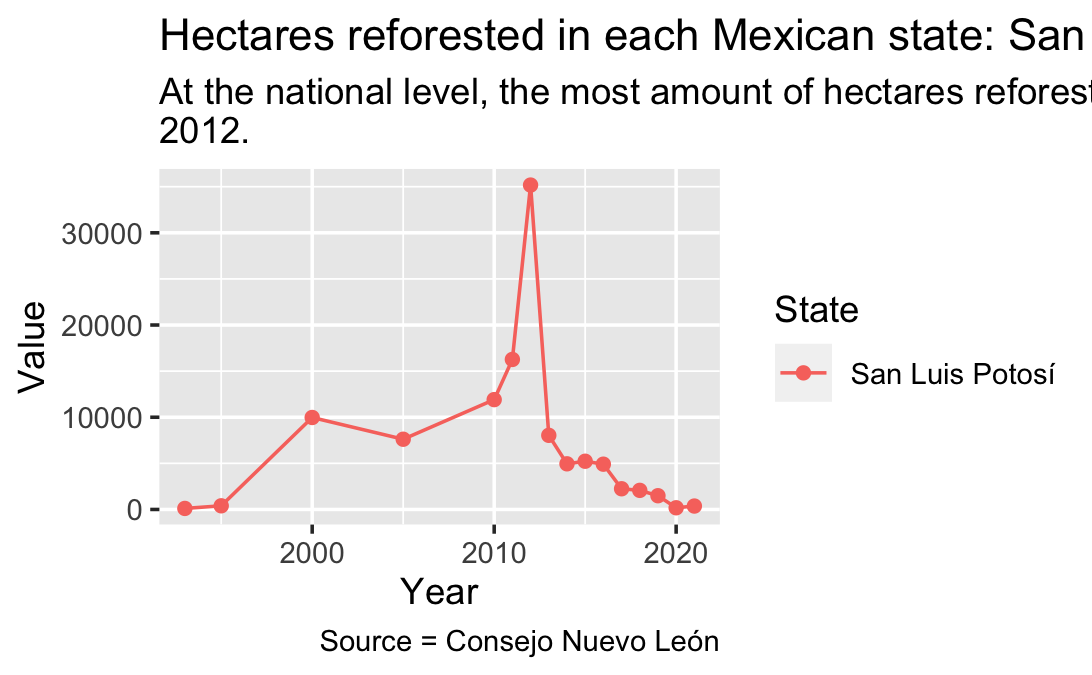 Hectares reforested in each Mexican state: San
At the national level, the most amount of hectares
2012.
30000
20000
10000
0
Value
2000 2010 2020
Year
State
San Luis Potosí
Source = Consejo Nuevo León